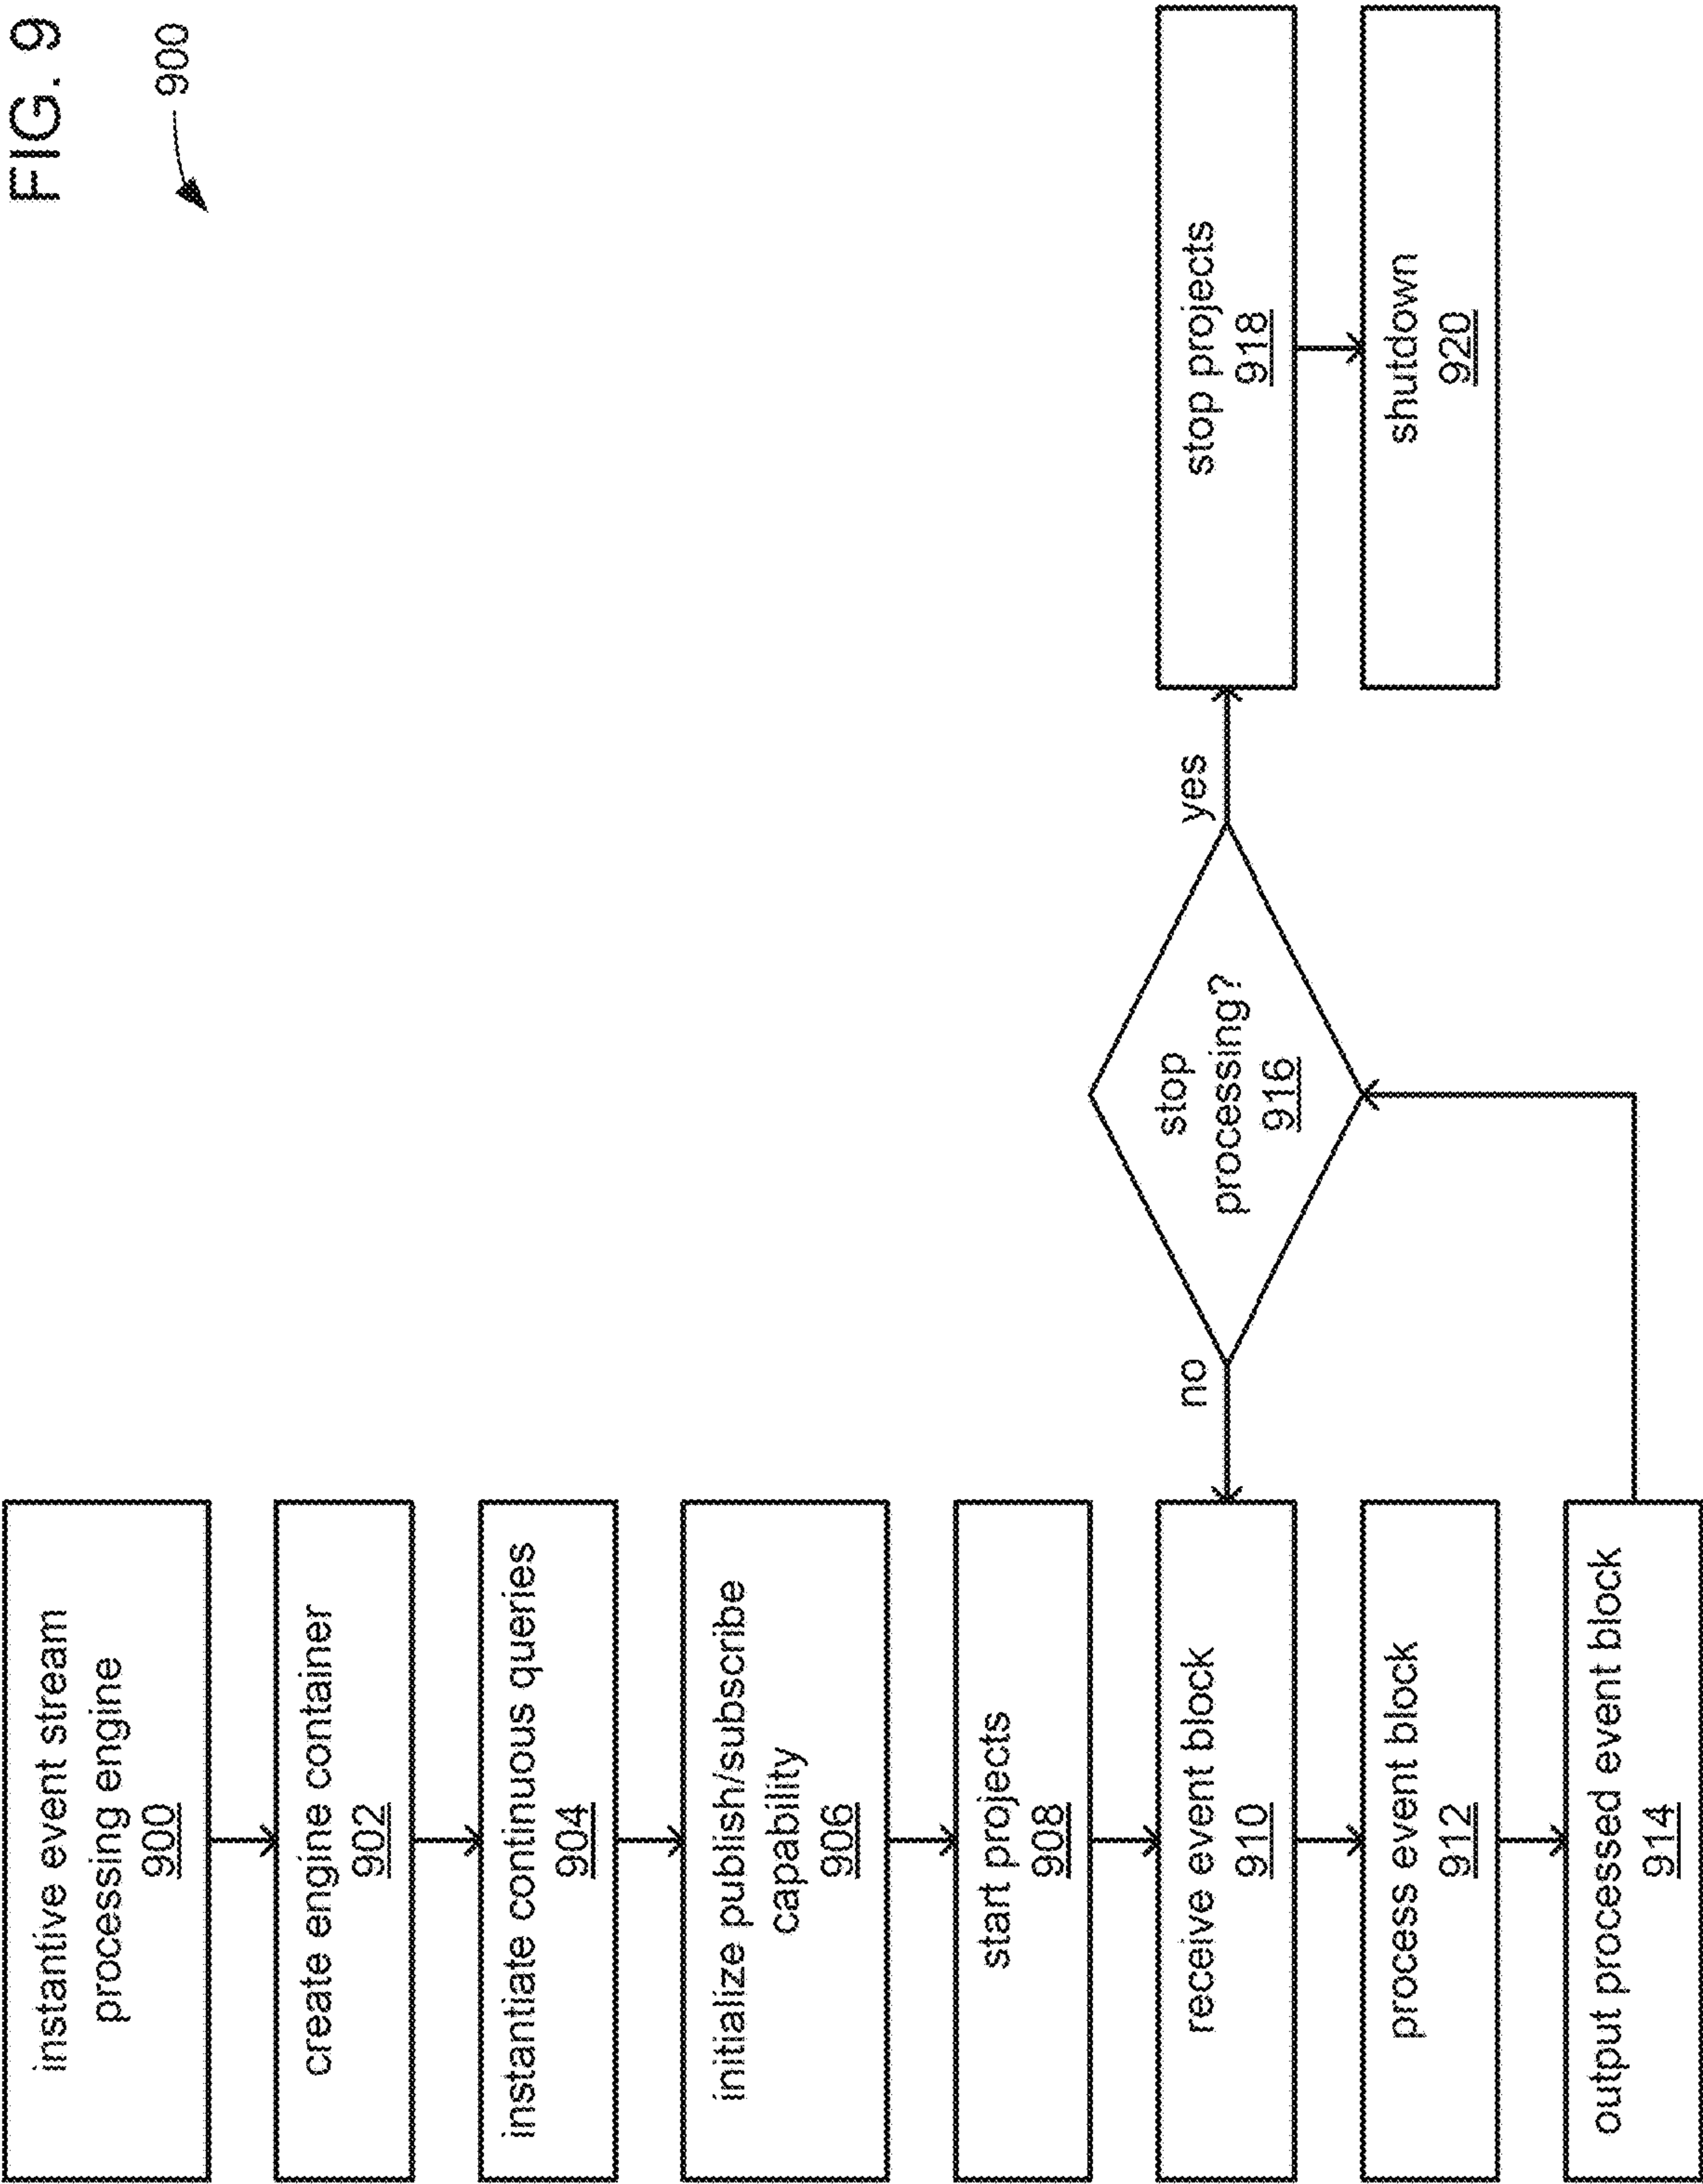 FIG. 9
900
instantive event stream
processing engine
900
create engine container
902
instantiate continuous queries
904
initialize publish/subscribe
capability
906
start projects
908
receive event block
910
process event block
912
output processed event block
914
stop
processing?
916
no
yes
stop projects
918
shutdown
920